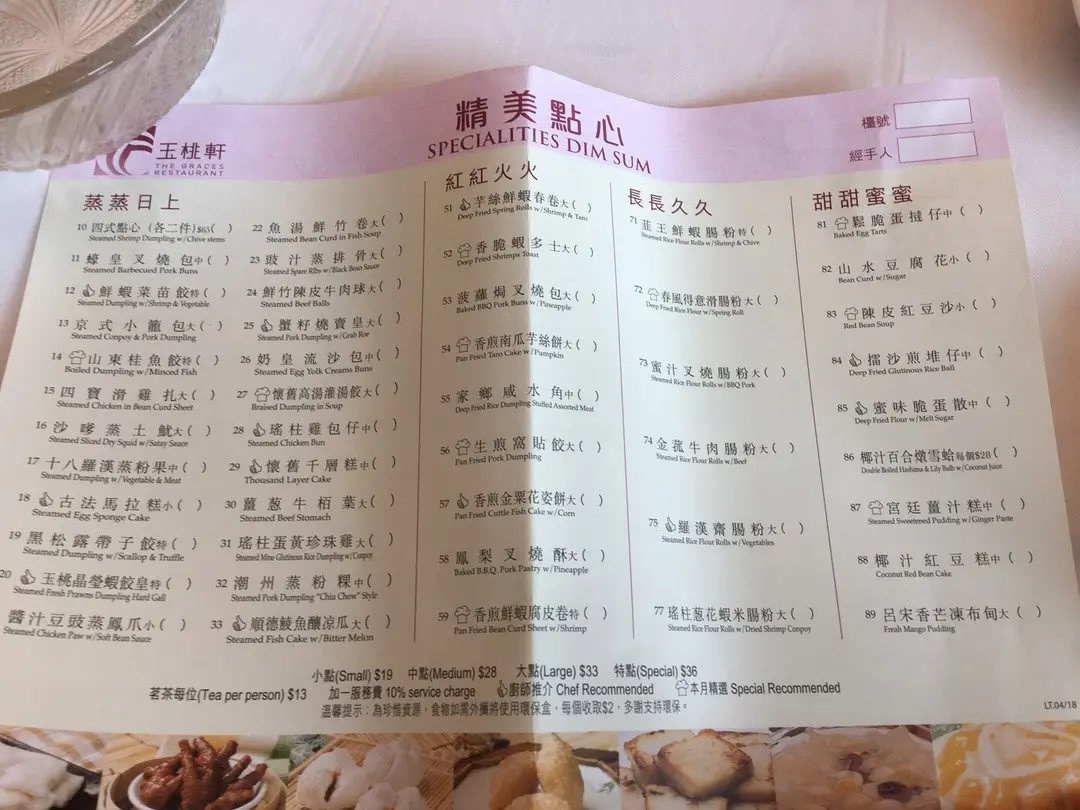 精美點心
SPECIALITIES DIM SUM
玉桃軒
THE GRACES
RESTAURANT
檯號
經手人
蒸蒸日上
10 四式點心 (各二件)$65( )
Steamed Shrimp Dumpling w/Chive stems
11 蠔皇叉燒包中( )
Steamed Barbecued Pork Buns
12 鮮蝦菜苗餃特( )
Steamed Dumpling w/Shrimp & Vegetable
13 京式小籠包大( )
Steamed Conpoy & Pork Dumpling
14 山東桂魚餃特( )
Boiled Dumpling w/Minced Fish
15 四寶滑雞扎大( )
Steamed Chicken in Bean Curd Sheet
16 沙嗲蒸土魷大( )
Steamed Sliced Dry Squid w/Satay Sauce
17 十八羅漢蒸粉果中( )
Steamed Dumpling w/Vegetable & Meat
18 古法馬拉糕小( )
Steamed Egg Sponge Cake
19 黑松露帶子餃特( )
Steamed Dumpling w/Scallop & Truffle
20 玉桃晶瑩蝦餃皇特( )
Steamed Fresh Prawns Dumpling Hard Gall
醬汁豆豉蒸鳳爪小( )
Steamed Chicken Paw w/Soft Bean Sauce
22 魚湯鮮竹卷大( )
Steamed Bean Curd in Fish Soup
23 豉汁蒸排骨大( )
Steamed Spare Ribs w/Black Bean Sauce
24 鮮竹陳皮牛肉球大( )
Steamed Beef Balls
25 蟹籽燒賣皇大( )
Steamed Pork Dumpling w/Grab Roe
26 奶皇流沙包中( )
Steamed Egg Yolk Creams Buns
27 懷舊高湯灌湯餃大( )
Braised Dumpling in Soup
28 瑤柱雞包仔中( )
Steamed Chicken Bun
29 懷舊千層糕中( )
Thousand Layer Cake
30 薑葱牛栢葉大( )
Steamed Beef Stomach
31 瑤柱蛋黃珍珠雞大( )
Steamed Mine Glutinous Rice Dumpling w/Conpoy
32 潮州蒸粉粿中( )
Steamed Pork Dumpling "Chiu Chow" Style
33 順德鯪魚釀凉瓜大( )
Steamed Fish Cake w/Bitter Melon
紅紅火火
51 芋絲鮮蝦春卷大( )
Deep Fried Spring Rolls w/Shrimp & Taro
52 香脆蝦多士大( )
Deep Fried Shrimps Toast
53 菠蘿焗叉燒包大( )
Baked BBQ Pork Buns w/Pineapple
54 香煎南瓜芋絲餅大( )
Pan Fried Taro Cake w/Pumpkin
55 家鄉咸水角中( )
Deep Fried Rice Dumpling Stuffed Assorted Meat
56 生煎窩貼餃大( )
Pan Fried Pork Dumpling
57 香煎金粟花姿餅大( )
Pan Fried Cuttle Fish Cake w/Corn
58 鳳梨叉燒酥大( )
Baked B.B.Q. Pork Pastry w/Pineapple
59 香煎鮮蝦腐皮卷特( )
Pan Fried Bean Curd Sheet w/Shrimp
長長久久
71 韮王鮮蝦腸粉特( )
Steamed Rice Flour Rolls w/Shrimp & Chive
72 春風得意滑腸粉大( )
Deep Fried Rice Flour w/Spring Roll
73 蜜汁叉燒腸粉大( )
Steamed Rice Flour Rolls w/BBQ Pork
74 金菰牛肉腸粉大( )
Steamed Rice Flour Rolls w/Beef
75 羅漢齋腸粉大( )
Steamed Rice Flour Rolls w/Vegetables
77 瑤柱葱花蝦米腸粉大( )
Steamed Rice Flour Rolls w/Dried Shrimp Conpoy
甜甜蜜蜜
81 鬆脆蛋撻仔中( )
Baked Egg Tarts
82 山水豆腐花小( )
Bean Curd w/Sugar
83 陳皮紅豆沙小( )
Red Bean Soup
84 擂沙煎堆仔中( )
Deep Fried Glutinous Rice Ball
85 蜜味脆蛋散中( )
Deep Fried Flour w/Melt Sugar
86 椰汁百合燉雪蛤每個$28( )
Double Boiled Hashima & Lily Bulb w/Coconut Juice
87 宮廷薑汁糕中( )
Steamed Sweetened Pudding w/Ginger Paste
88 椰汁紅豆糕中( )
Coconut Red Bean Cake
89 呂宋香芒凍布甸大( )
Fresh Mango Pudding
小點(Small) $19 中點(Medium) $28 大點(Large) $33 特點(Special) $36
茗茶每位(Tea per person) $13 加一服務費 10% service charge 廚師推介 Chef Recommended 本月精選 Special Recommended
溫馨提示：為珍惜資源，食物如需外攜將使用環保盒，每個收取$2，多謝支持環保。
LT.04/18